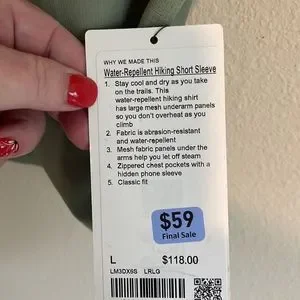 WHY WE MADE THIS
Water-Repellent Hiking Short Sleeve
1. Stay cool and dry as you take
on the trails. This
water-repellent hiking shirt
has large mesh underarm panels
so you don't overheat as you
climb
2. Fabric is abrasion-resistant
and water-repellent
3. Mesh fabric panels under the
arms help you let off steam
4. Zippered chest pockets with a
hidden phone sleeve
5. Classic fit
$59
Final Sale
L $118.00
LM3DX6S LRLG